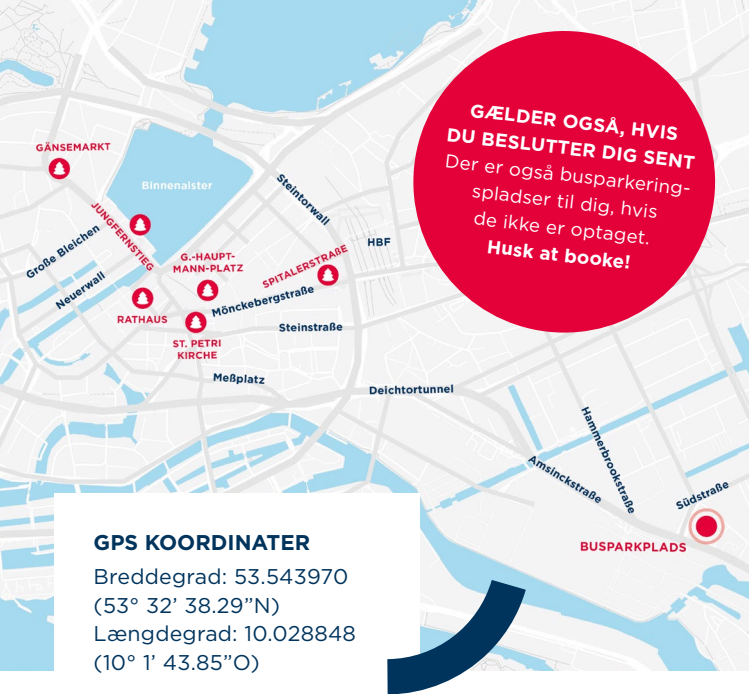 GÆLDER OGSÅ, HVIS
DU BESLUTTER DIG SENT
Der er også busparkering-
spladser til dig, hvis
de ikke er optaget.
Husk at booke!
GÄNSEMARKT
Binnenalster
Steintorwall
JUNGFERNSTIEG
Große Bleichen
HBF
G.-HAUPT-
MANN-PLATZ
SPITALERSTRAßE
Neuerwall
Mönckebergstraße
RATHAUS
Steinstraße
ST. PETRI
KIRCHE
Meßplatz
Deichtortunnel
Hammerbrookstraße
Amsinckstraße
Südstraße
BUSPARKPLADS
GPS KOORDINATER
Breddegrad: 53.543970
(53° 32’ 38.29”N)
Længdegrad: 10.028848
(10° 1’ 43.85”O)